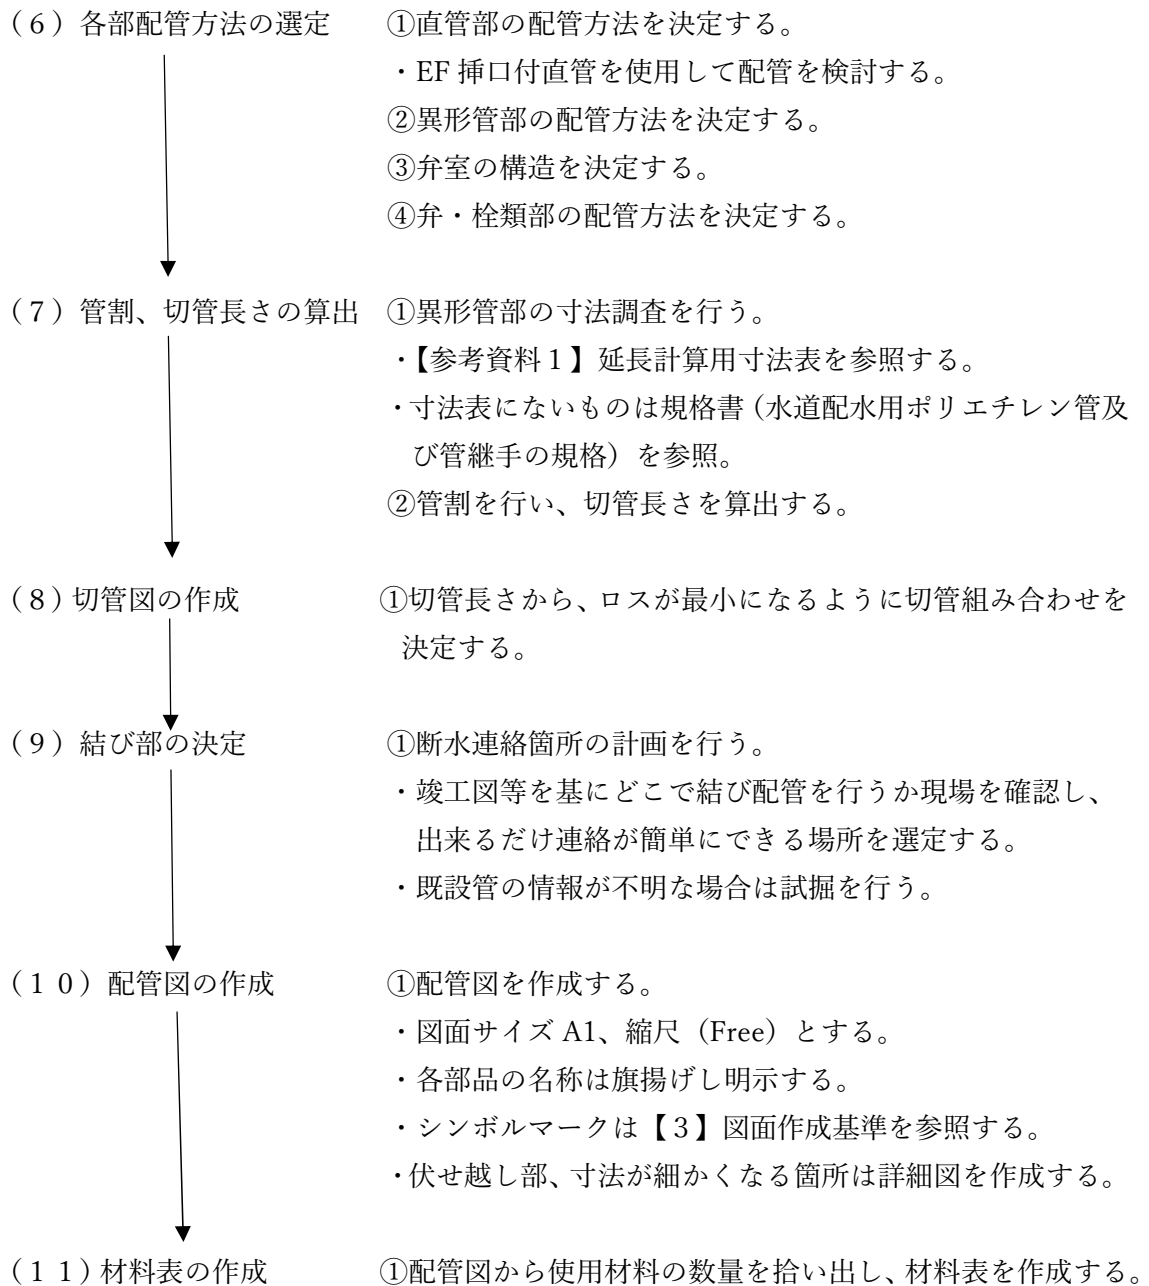 （６）各部配管方法の選定　①直管部の配管方法を決定する。
・EF 挿口付直管を使用して配管を検討する。
②異形管部の配管方法を決定する。
③弁室の構造を決定する。
④弁・栓類部の配管方法を決定する。
（７）管割、切管長さの算出　①異形管部の寸法調査を行う。
・【参考資料１】延長計算用寸法表を参照する。
・寸法表にないものは規格書（水道配水用ポリエチレン管及
び管継手の規格）を参照。
②管割を行い、切管長さを算出する。
（８）切管図の作成　①切管長さから、ロスが最小になるように切管組み合わせを
決定する。
（９）結び部の決定　①断水連絡箇所の計画を行う。
・竣工図等を基にどこで結び配管を行うか現場を確認し、
出来るだけ連絡が簡単にできる場所を選定する。
・既設管の情報が不明な場合は試掘を行う。
（１０）配管図の作成　①配管図を作成する。
・図面サイズ A1、縮尺（Free）とする。
・各部品の名称は旗揚げし明示する。
・シンボルマークは【３】図面作成基準を参照する。
・伏せ越し部、寸法が細かくなる箇所は詳細図を作成する。
（１１）材料表の作成　①配管図から使用材料の数量を拾い出し、材料表を作成する。